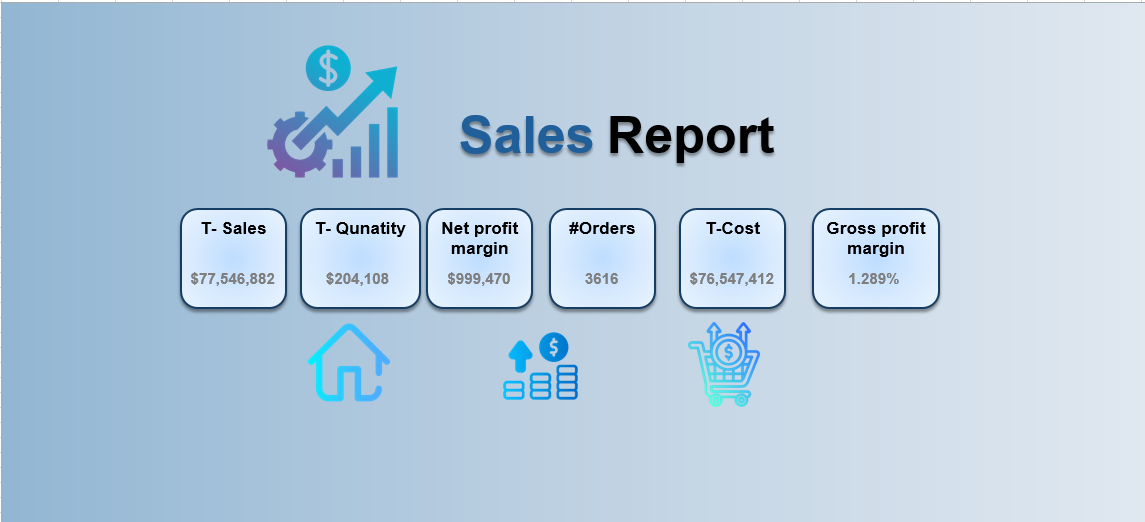 Sales Report
T- Sales
$77,546,882
T- Qunatity
$204,108
Net profit
margin
$999,470
#Orders
3616
T-Cost
$76,547,412
Gross profit
margin
1.289%